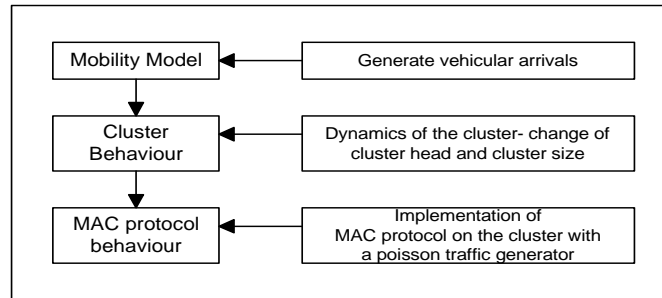 Mobility Model
Generate vehicular arrivals
Cluster
Behaviour
Dynamics of the cluster- change of
cluster head and cluster size
MAC protocol
behaviour
Implementation of
MAC protocol on the cluster with
a poisson traffic generator